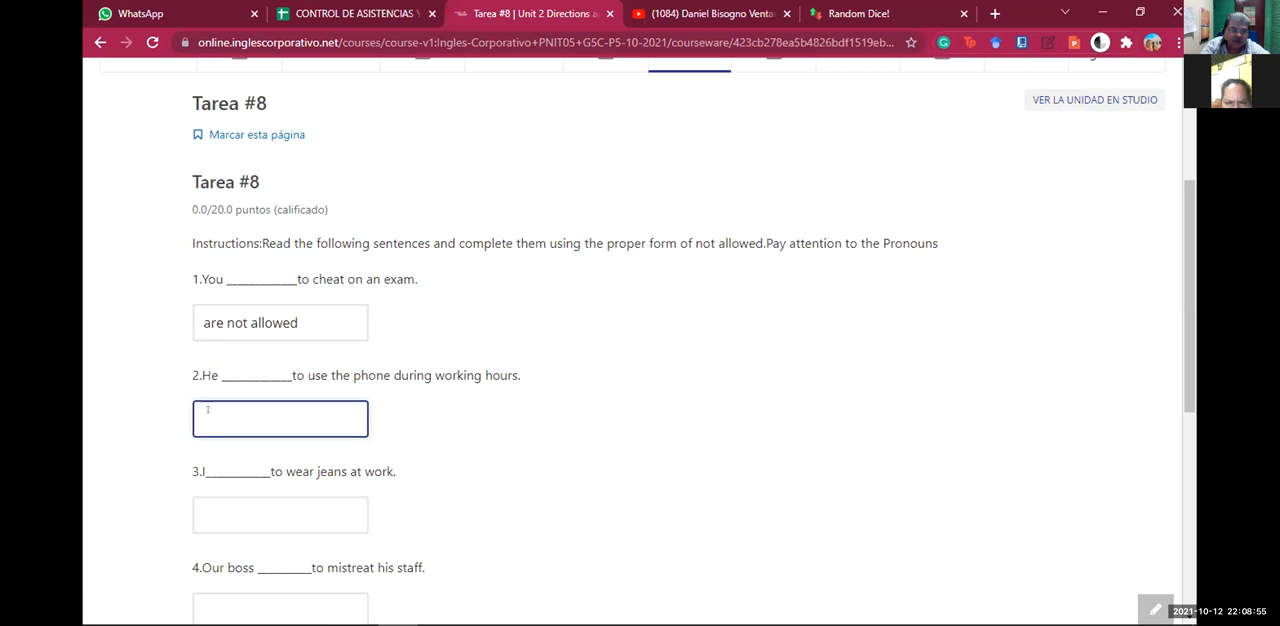 WhatsApp
CONTROL DE ASISTENCIAS
Tarea #8 | Unit 2 Directions a
(1084) Daniel Bisogno Venta
Random Dice!
online.inglescorporativo.net/courses/course-v1:Ingles-Corporativo+PNIT05+G5C-P5-10-2021/courseware/423cb278ea5b4826bdf1519eb...
Tarea #8
VER LA UNIDAD EN STUDIO
Marcar esta página
Tarea #8
0.0/20.0 puntos (calificado)
Instructions:Read the following sentences and complete them using the proper form of not allowed.Pay attention to the Pronouns
1.You ____________to cheat on an exam.
are not allowed
2.He ____________to use the phone during working hours.
3.I___________to wear jeans at work.
4.Our boss _________to mistreat his staff.
2021-10-12 22:08:55